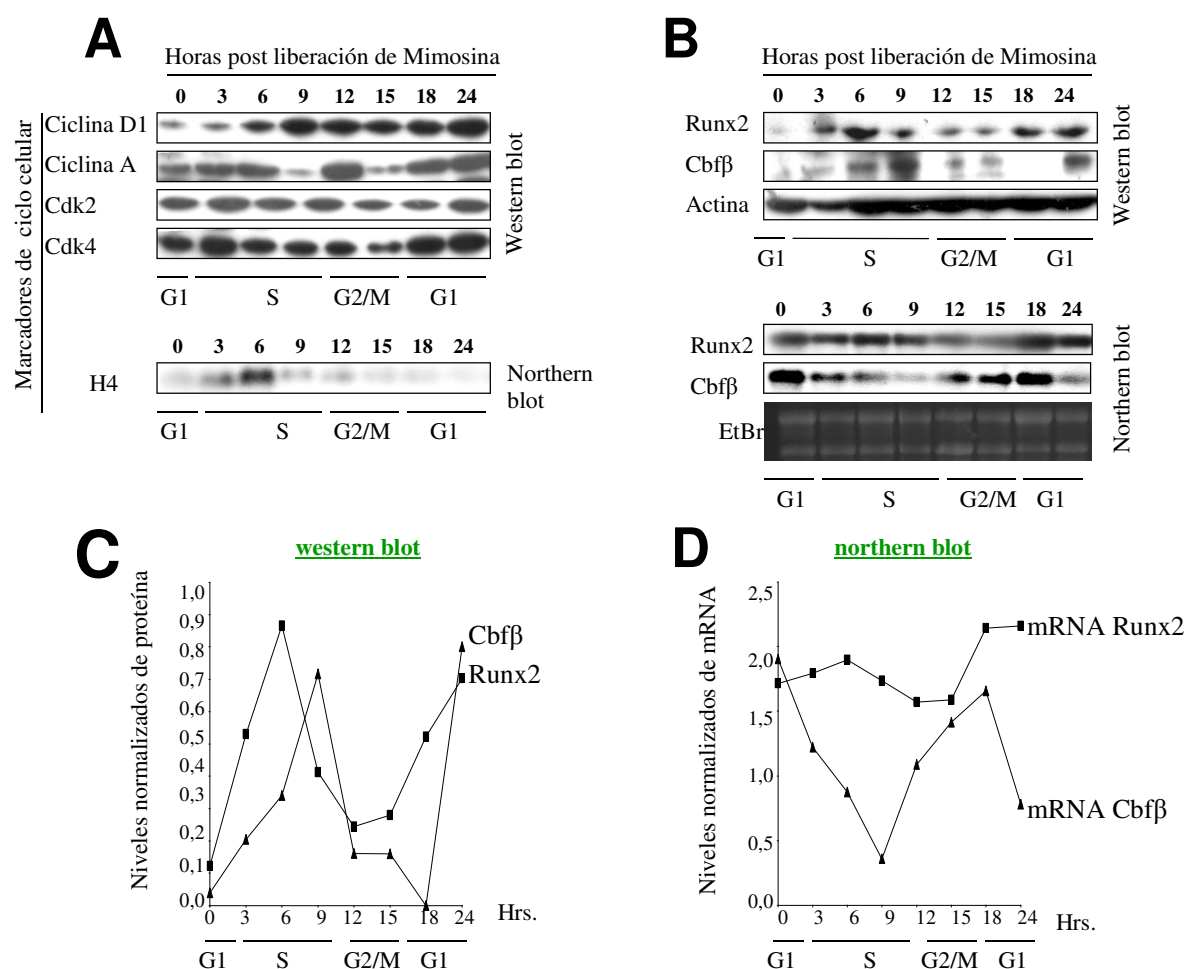 A
Horas post liberación de Mimosina
0 3 6 9 12 15 18 24
Marcadores de ciclo celular
Ciclina D1
Ciclina A
Cdk2
Cdk4
Western blot
G1 S G2/M G1
0 3 6 9 12 15 18 24
H4
Northern
blot
G1 S G2/M G1
B
Horas post liberación de Mimosina
0 3 6 9 12 15 18 24
Runx2
Cbfβ
Actina
Western blot
G1 S G2/M G1
0 3 6 9 12 15 18 24
Runx2
Cbfβ
EtBr
Northern blot
G1 S G2/M G1
C
western blot
Niveles normalizados de proteína
1,0
0,9
0,8
0,7
0,6
0,5
0,4
0,3
0,2
0,1
0,0
Cbfβ
Runx2
0 3 6 9 12 15 18 24 Hrs.
G1 S G2/M G1
D
northern blot
Niveles normalizados de mRNA
2,5
2,0
1,5
1,0
0,5
0,0
mRNA Runx2
mRNA Cbfβ
0 3 6 9 12 15 18 24 Hrs.
G1 S G2/M G1